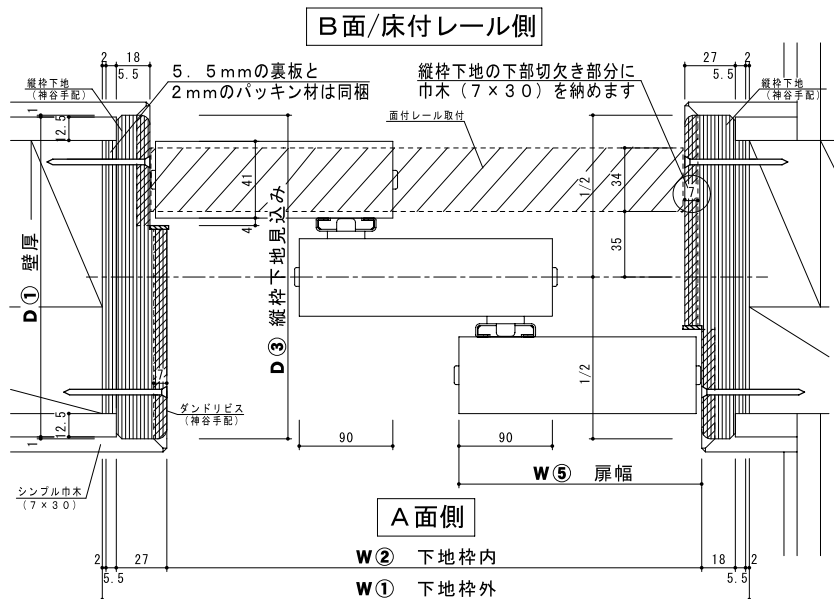 B面/床付レール側
2
18
5.5
27
5.5
2
縦枠下地
(神谷手配)
5．5mmの裏板と
2mmのパッキン材は同梱
縦枠下地の下部切欠き部分に
巾木（7×30）を納めます
縦枠下地
(神谷手配)
面付レール取付
1
12.5
41
4
1/2
34
7
35
D① 壁厚
D③ 縦枠下地見込み
1/2
7
ダンドリビス
(神谷手配)
12.5
1
90
90
W⑤ 扉幅
シンプル巾木
(7×30)
A面側
2
5.5
27
W② 下地枠内
18
5.5
2
W① 下地枠外